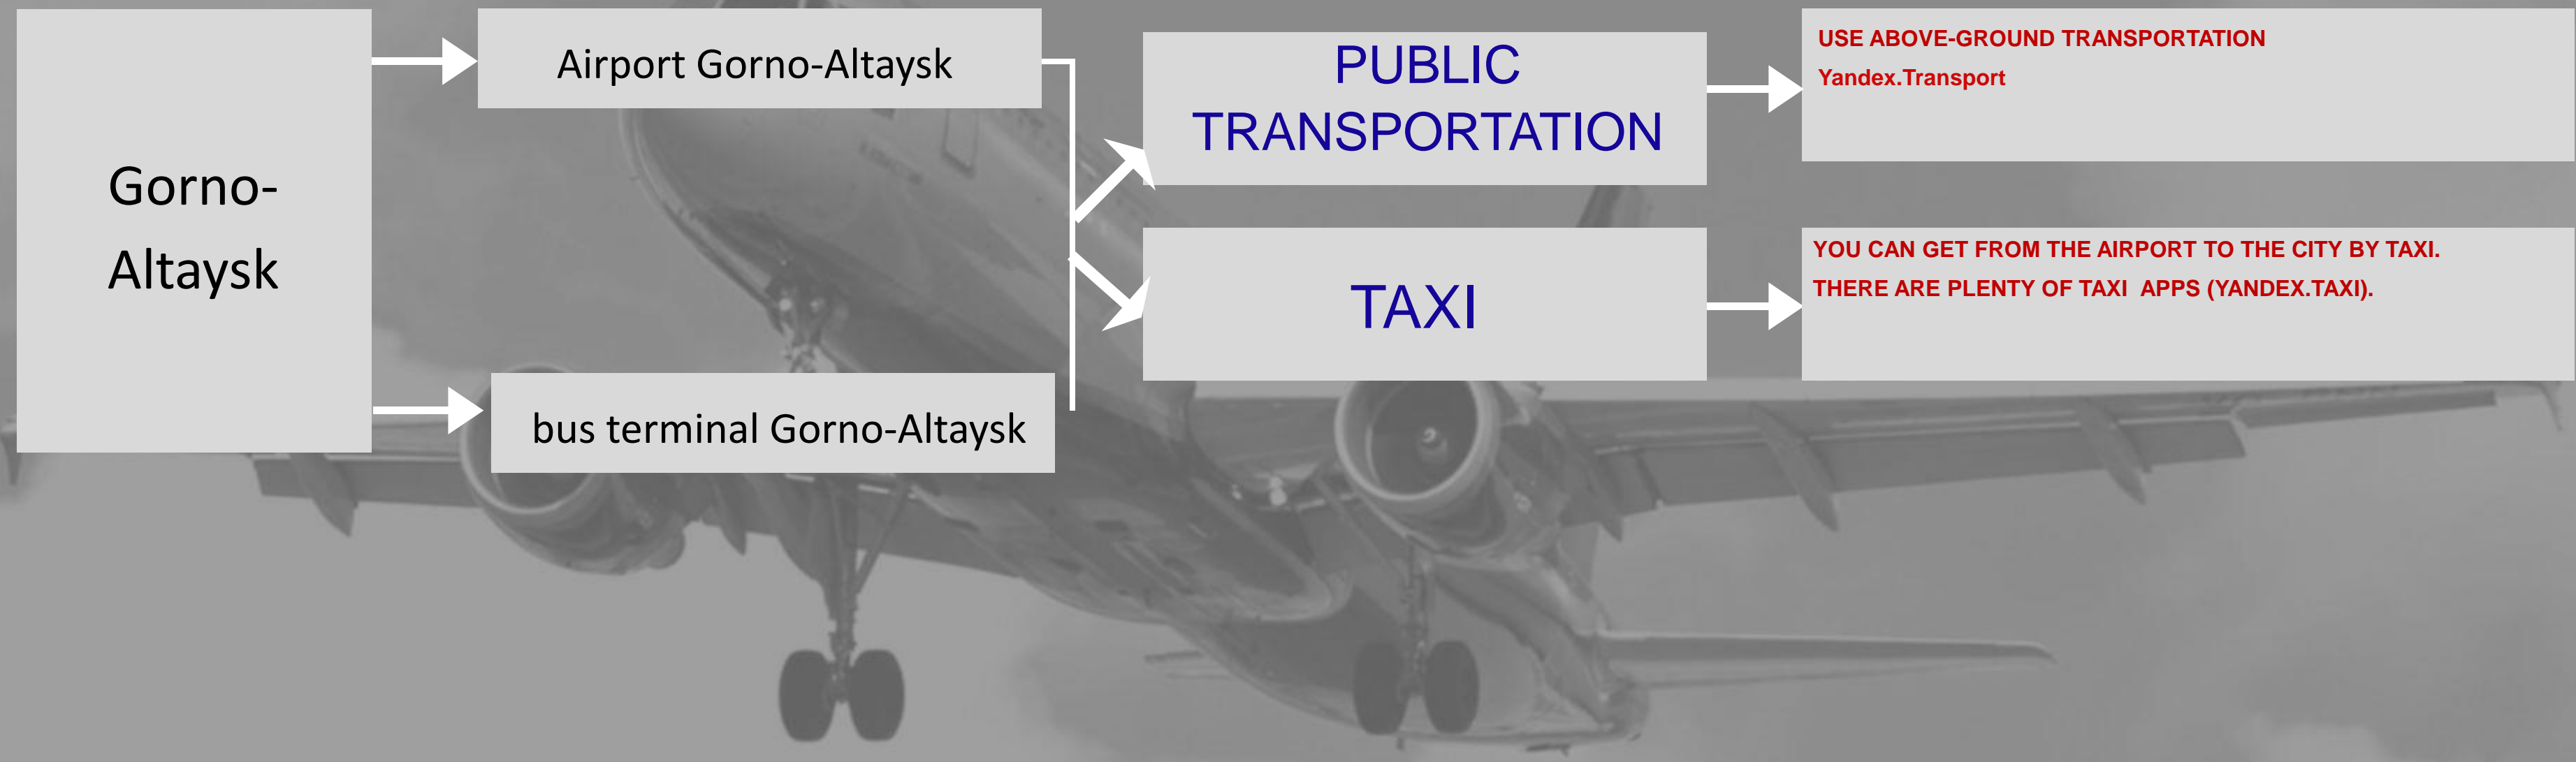 Gorno-
Altaysk
Airport Gorno-Altaysk
bus terminal Gorno-Altaysk
PUBLIC
TRANSPORTATION
TAXI
USE ABOVE-GROUND TRANSPORTATION
Yandex.Transport
YOU CAN GET FROM THE AIRPORT TO THE CITY BY TAXI.
THERE ARE PLENTY OF TAXI  APPS (YANDEX.TAXI).